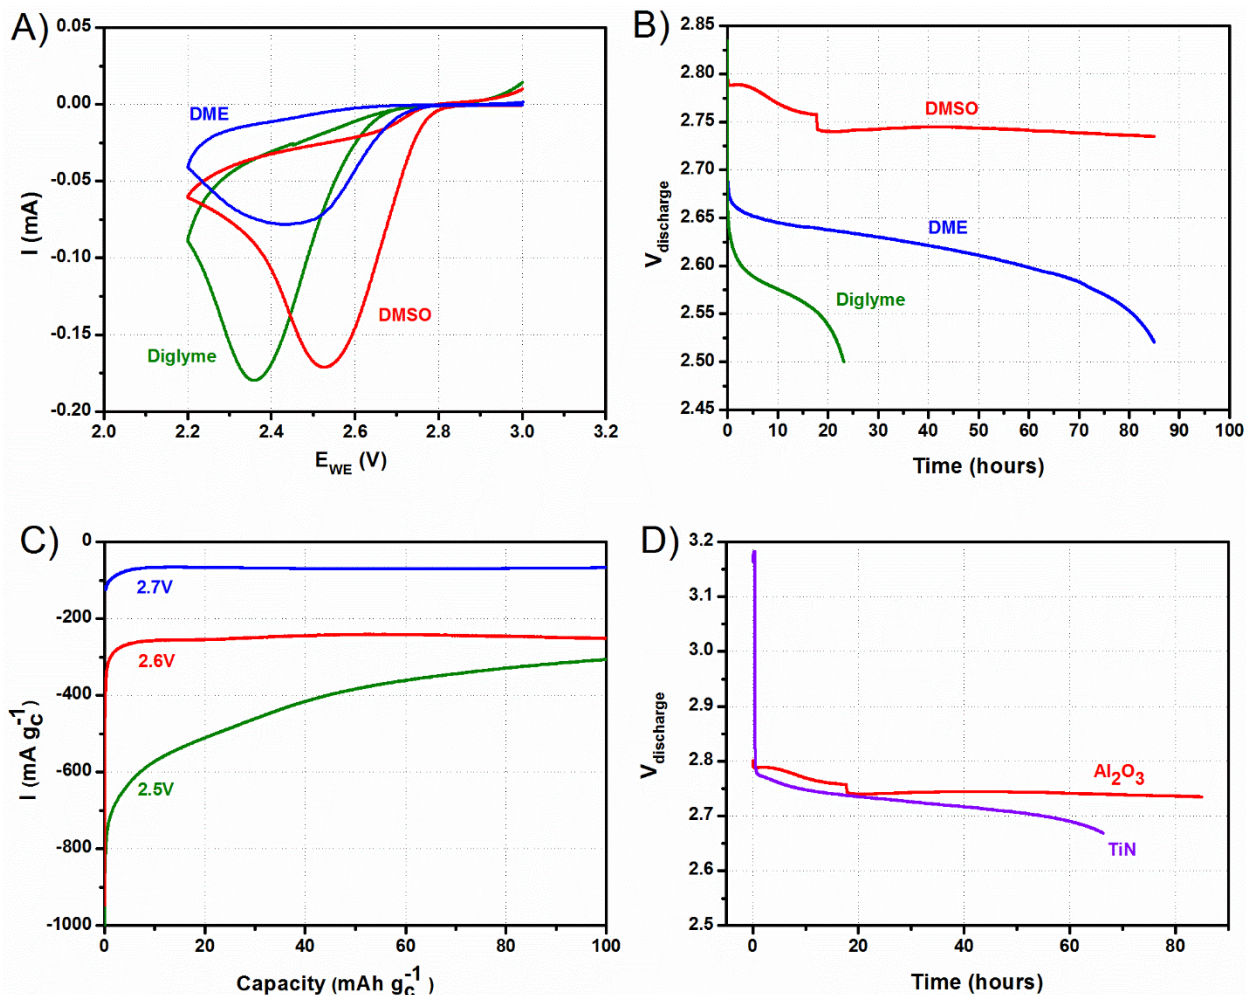 A)
0.05
0.00
-0.05
-0.10
-0.15
-0.20
I (mA)
DME
DMSO
Diglyme
2.0 2.2 2.4 2.6 2.8 3.0 3.2
E_WE (V)
B)
2.85
2.80
2.75
2.70
2.65
2.60
2.55
2.50
2.45
V_discharge
DMSO
DME
Diglyme
0 10 20 30 40 50 60 70 80 90 100
Time (hours)
C)
0
-200
-400
-600
-800
-1000
I (mA g_C^-1)
2.7V
2.6V
2.5V
0 20 40 60 80 100
Capacity (mAh g_C^-1)
D)
3.2
3.1
3.0
2.9
2.8
2.7
2.6
2.5
V_discharge
Al₂O₃
TiN
0 20 40 60 80
Time (hours)